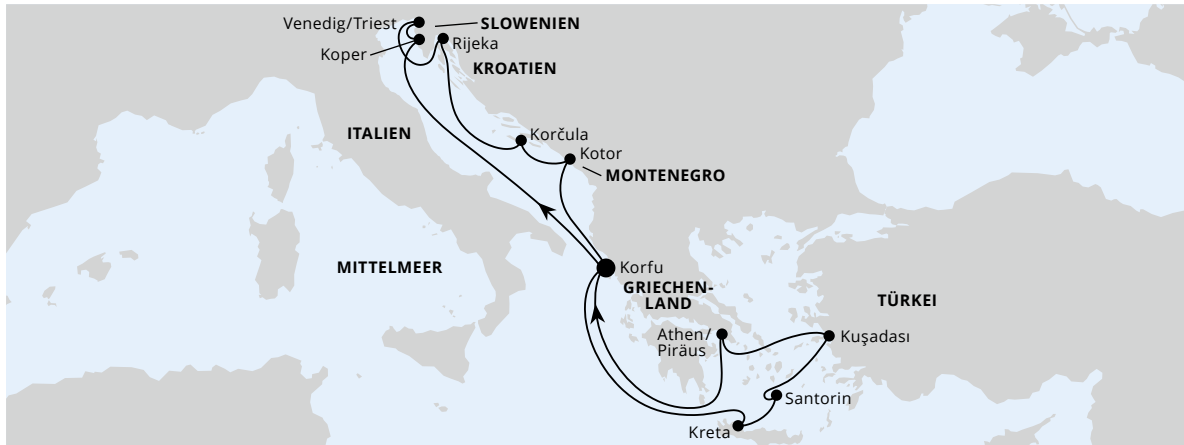 Venedig/Triest
SLOWENIEN
Koper
Rijeka
KROATIEN
ITALIEN
Korčula
Kotor
MONTENEGRO
MITTELMEER
Korfu
GRIECHEN-
LAND
TÜRKEI
Athen/
Piräus
Kuşadası
Santorin
Kreta